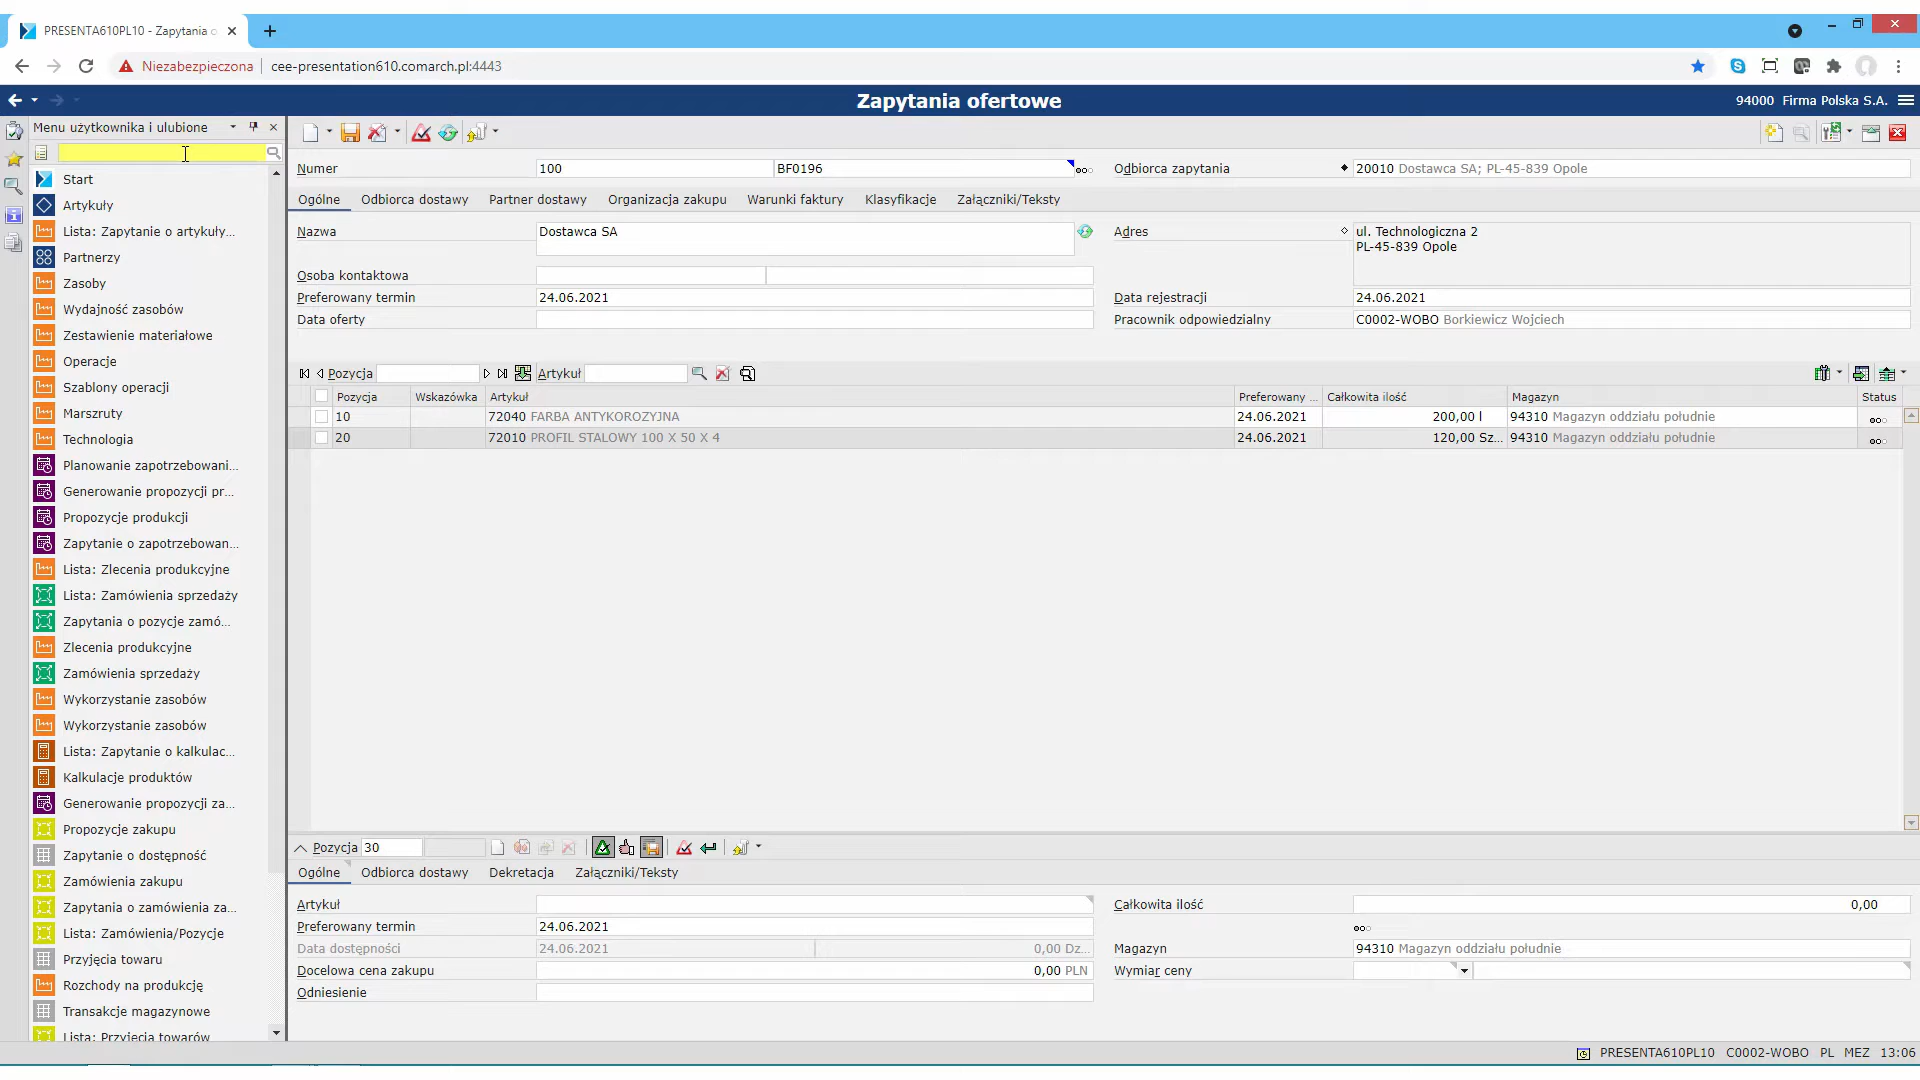 PRESENTA610PL10 - Zapytania o
Niezabezpieczona cee-presentation610.comarch.pl:4443
Zapytania ofertowe
94000 Firma Polska S.A.
Menu użytkownika i ulubione
Start
Artykuły
Lista: Zapytanie o artykuły...
Partnerzy
Zasoby
Wydajność zasobów
Zestawienie materiałowe
Operacje
Szablony operacji
Marszruty
Technologia
Planowanie zapotrzebowani...
Generowanie propozycji pr...
Propozycje produkcji
Zapytanie o zapotrzebowan...
Lista: Zlecenia produkcyjne
Lista: Zamówienia sprzedaży
Zapytania o pozycje zamó...
Zlecenia produkcyjne
Zamówienia sprzedaży
Wykorzystanie zasobów
Wykorzystanie zasobów
Lista: Zapytanie o kalkulac...
Kalkulacje produktów
Generowanie propozycji za...
Propozycje zakupu
Zapytanie o dostępność
Zamówienia zakupu
Zapytania o zamówienia za...
Lista: Zamówienia/Pozycje
Przyjęcia towaru
Rozchody na produkcję
Transakcje magazynowe
Lista: Przyjęcia towarów
Numer 100 BF0196 Odbiorca zapytania 20010 Dostawca SA; PL-45-839 Opole
Ogólne Odbiorca dostawy Partner dostawy Organizacja zakupu Warunki faktury Klasyfikacje Załączniki/Teksty
Nazwa Dostawca SA Adres ul. Technologiczna 2
PL-45-839 Opole
Osoba kontaktowa
Preferowany termin 24.06.2021 Data rejestracji 24.06.2021
Data oferty Pracownik odpowiedzialny C0002-WOBO Borkiewicz Wojciech
Pozycja Artykuł
Pozycja Wskazówka Artykuł Preferowany ... Całkowita ilość Magazyn Status
10 72040 FARBA ANTYKOROZYJNA 24.06.2021 200,00 l 94310 Magazyn oddziału południe
20 72010 PROFIL STALOWY 100 X 50 X 4 24.06.2021 120,00 Sz... 94310 Magazyn oddziału południe
Pozycja 30
Ogólne Odbiorca dostawy Dekretacja Załączniki/Teksty
Artykuł Całkowita ilość 0,00
Preferowany termin 24.06.2021
Data dostępności 24.06.2021 0,00 Dz... Magazyn 94310 Magazyn oddziału południe
Docelowa cena zakupu 0,00 PLN Wymiar ceny
Odniesienie
PRESENTA610PL10 C0002-WOBO PL MEZ 13:06